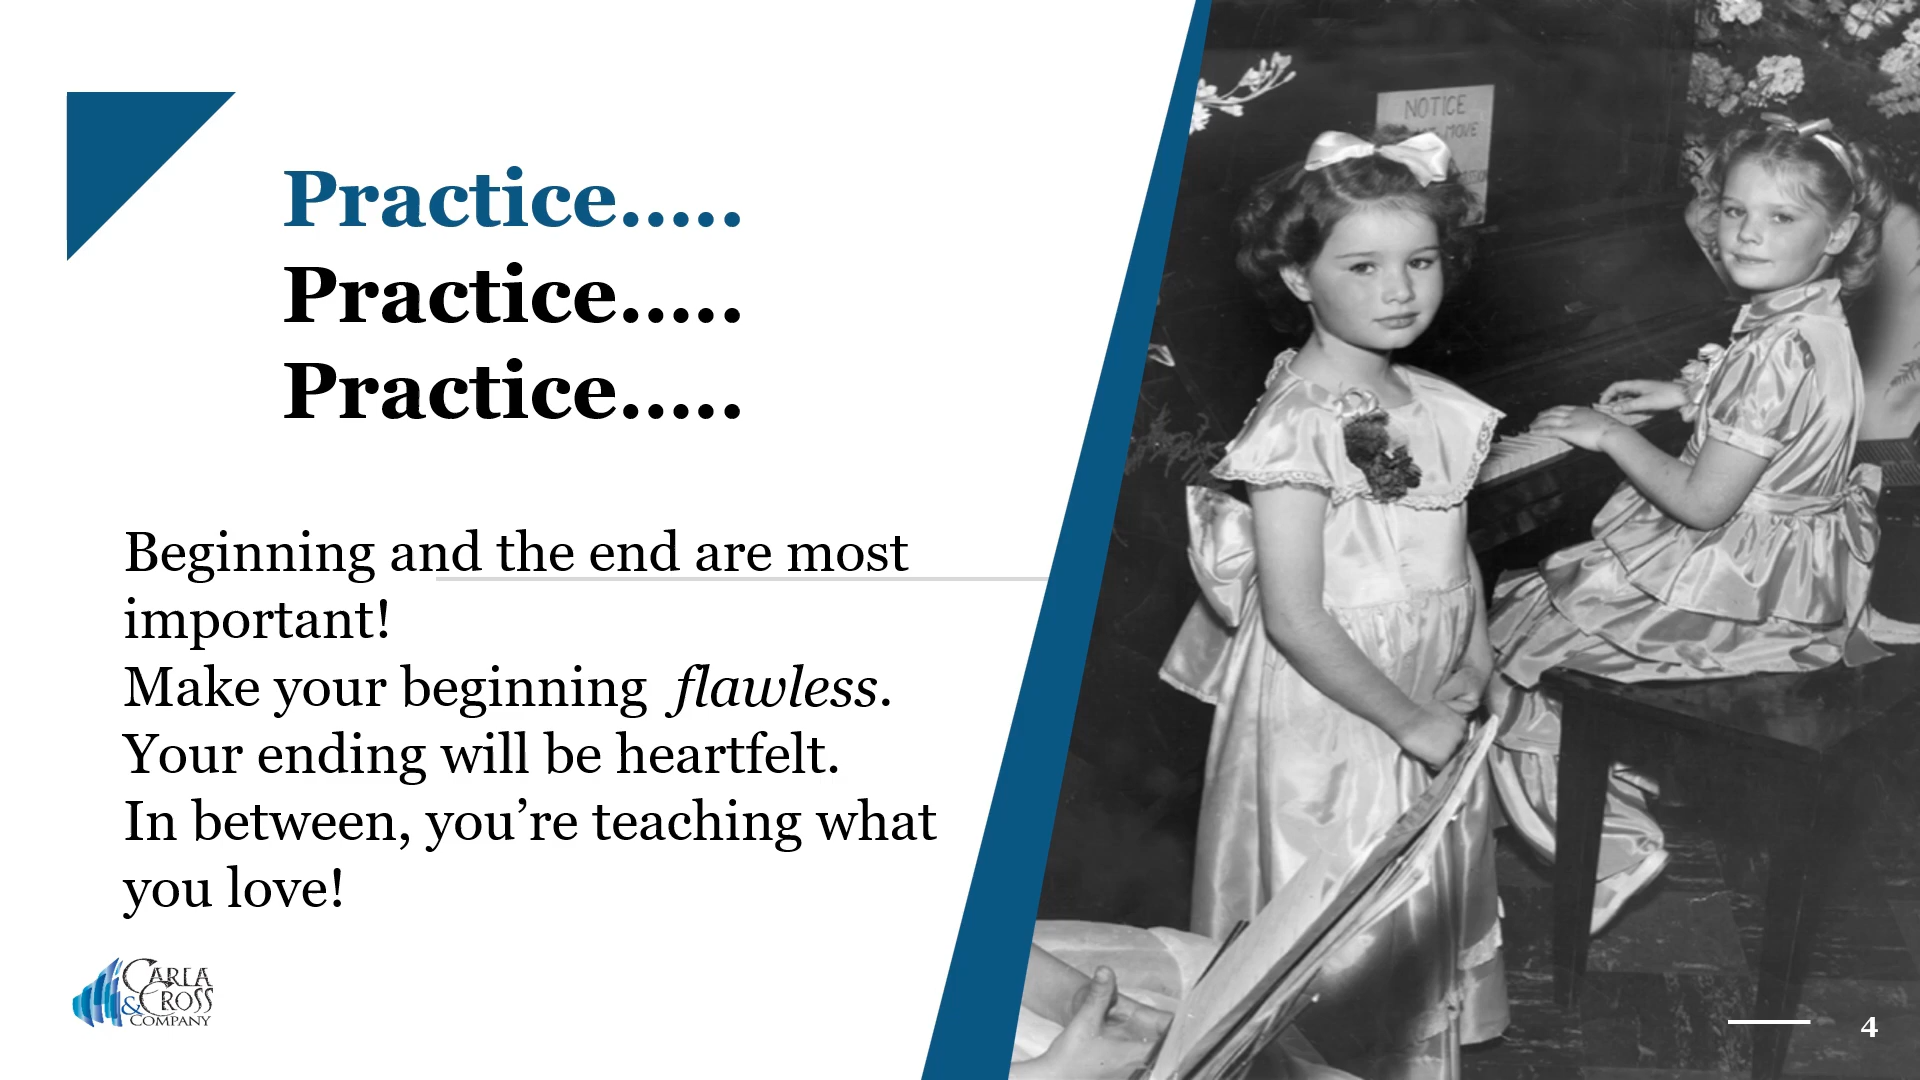 Practice.....
Practice.....
Practice.....
Beginning and the end are most
important!
Make your beginning flawless.
Your ending will be heartfelt.
In between, you’re teaching what
you love!
CARLA
& CROSS
COMPANY
NOTICE
MOVE
4